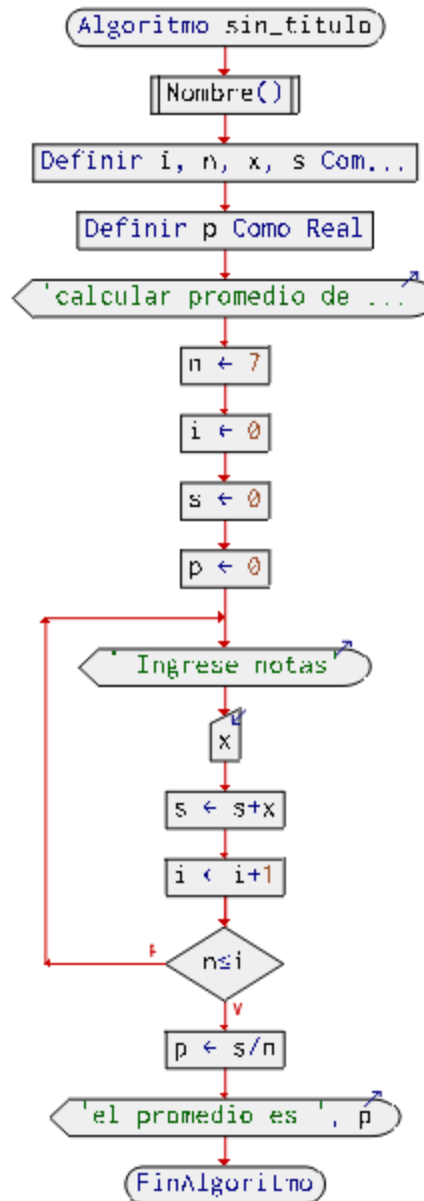 Algoritmo sin_titulo
Nombre()
Definir i, n, x, s Com...
Definir p Como Real
'calcular promedio de ...
n ← 7
i ← 0
s ← 0
p ← 0
' Ingrese notas'
x
s ← s+x
i ← i+1
n≤i
F
V
p ← s/n
'el promedio es ', p
FinAlgoritmo